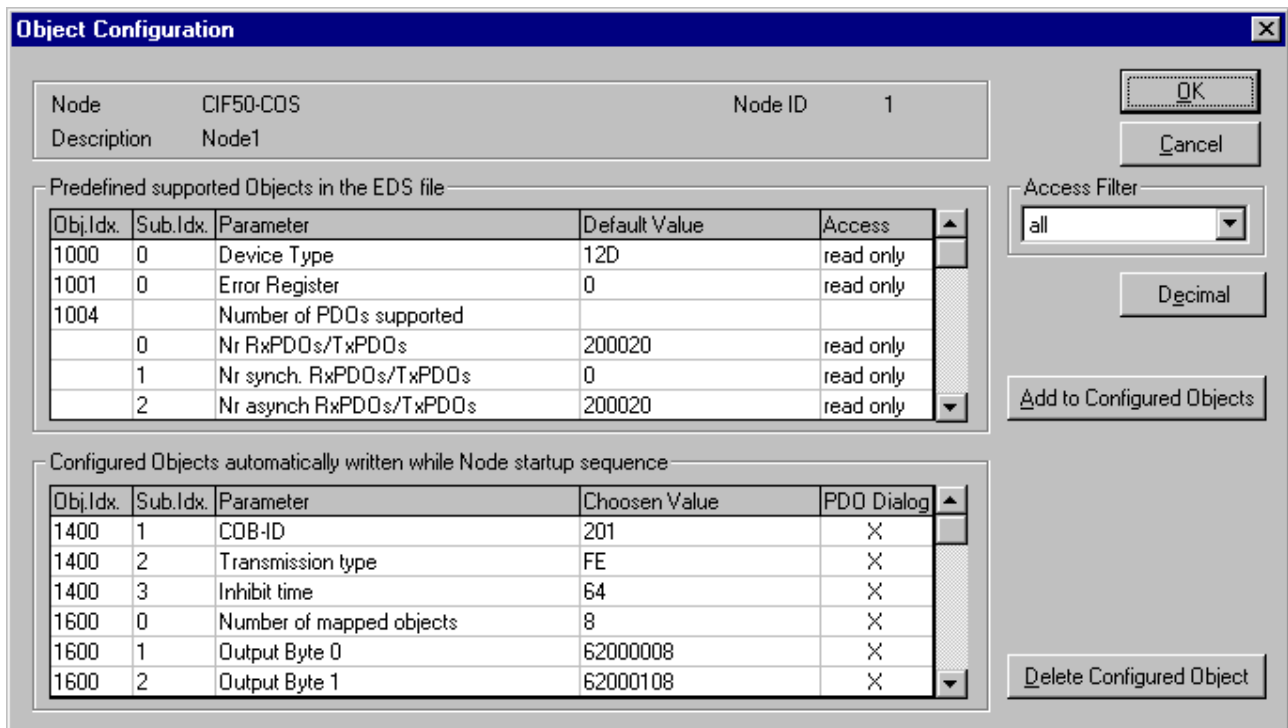 Object Configuration
Node CIF50-COS Node ID 1
Description Node1
OK
Cancel
Predefined supported Objects in the EDS file
Obj.Idx. Sub.Idx. Parameter Default Value Access
1000 0 Device Type 12D read only
1001 0 Error Register 0 read only
1004 Number of PDOs supported
0 Nr RxPDOs/TxPDOs 200020 read only
1 Nr synch. RxPDOs/TxPDOs 0 read only
2 Nr asynch RxPDOs/TxPDOs 200020 read only
Access Filter
all
Decimal
Add to Configured Objects
Configured Objects automatically written while Node startup sequence
Obj.Idx. Sub.Idx. Parameter Choosen Value PDO Dialog
1400 1 COB-ID 201 X
1400 2 Transmission type FE X
1400 3 Inhibit time 64 X
1600 0 Number of mapped objects 8 X
1600 1 Output Byte 0 62000008 X
1600 2 Output Byte 1 62000108 X
Delete Configured Object